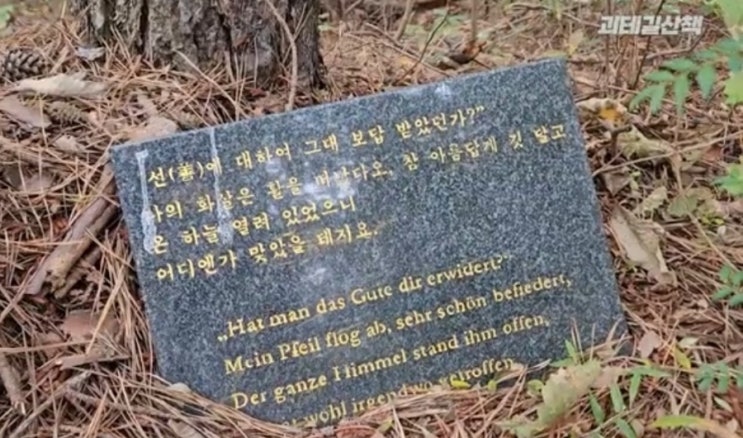 괴테길산책
선(善)에 대하여 그대 보답 받았던가?"
나의 화살은 활을 떠났다오, 참 아름답게 깃 달고
온 하늘 열려 있었으니
어디엔가 맞았을 테지요.
„Hat man das Gute dir erwidert?“
Mein Pfeil flog ab, sehr schön befiedert,
Der ganze Himmel stand ihm offen,
wohl irgendwo getroffen